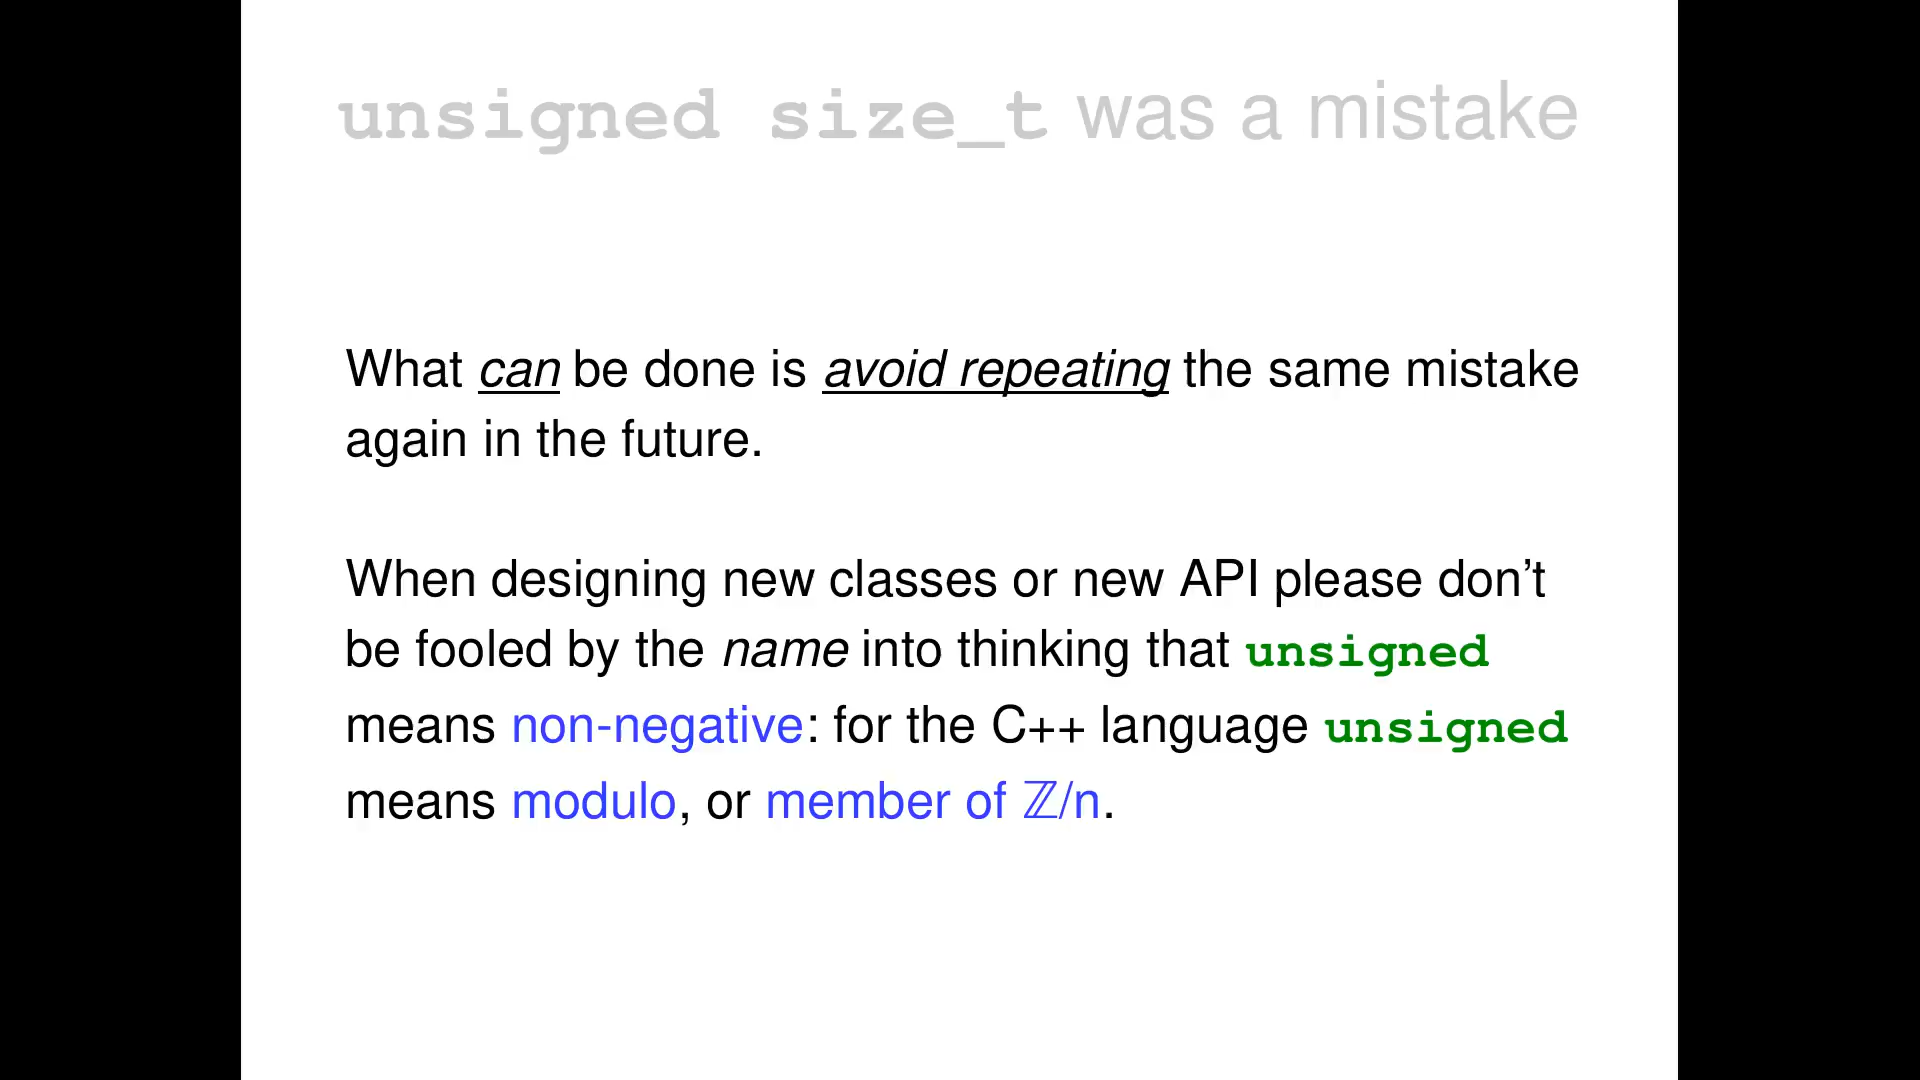 unsigned size_t was a mistake
What can be done is avoid repeating the same mistake
again in the future.
When designing new classes or new API please don’t
be fooled by the name into thinking that unsigned
means non-negative: for the C++ language unsigned
means modulo, or member of ℤ/n.